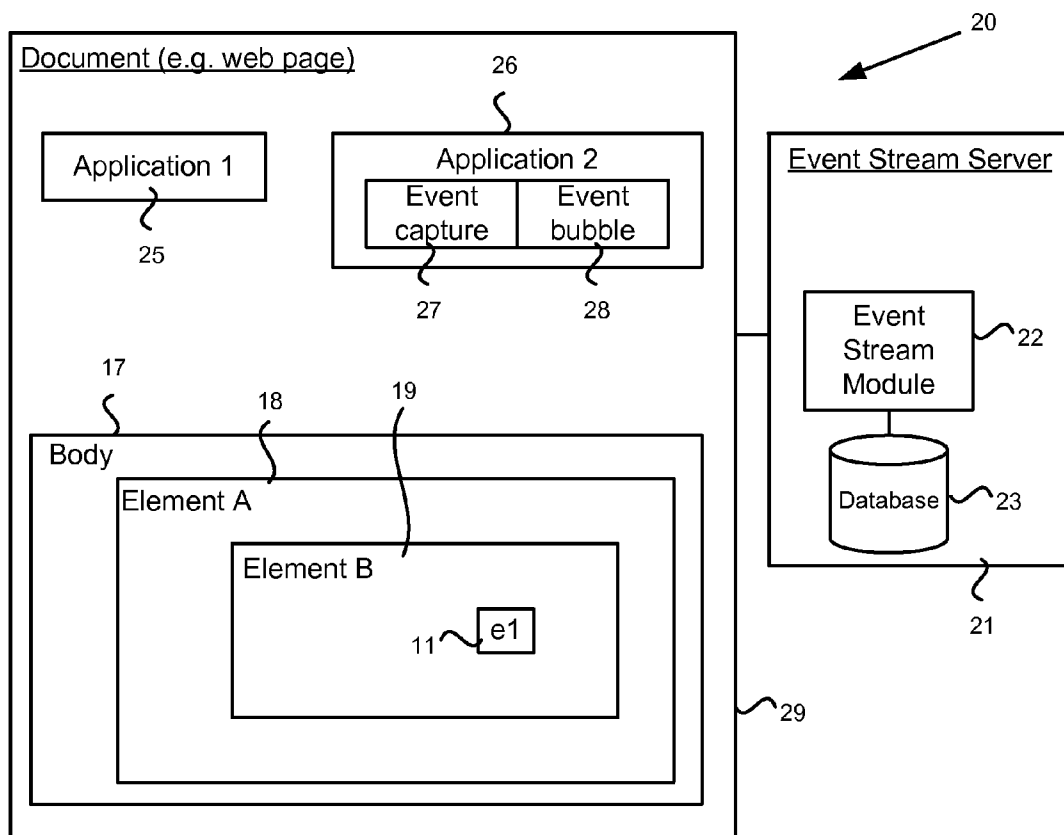 20
Document (e.g. web page)
26
Application 1
Application 2
Event capture
Event bubble
25
27
28
Event Stream Server
Event
Stream
Module
22
Database
23
21
17
18
19
Body
Element A
Element B
11
e1
29